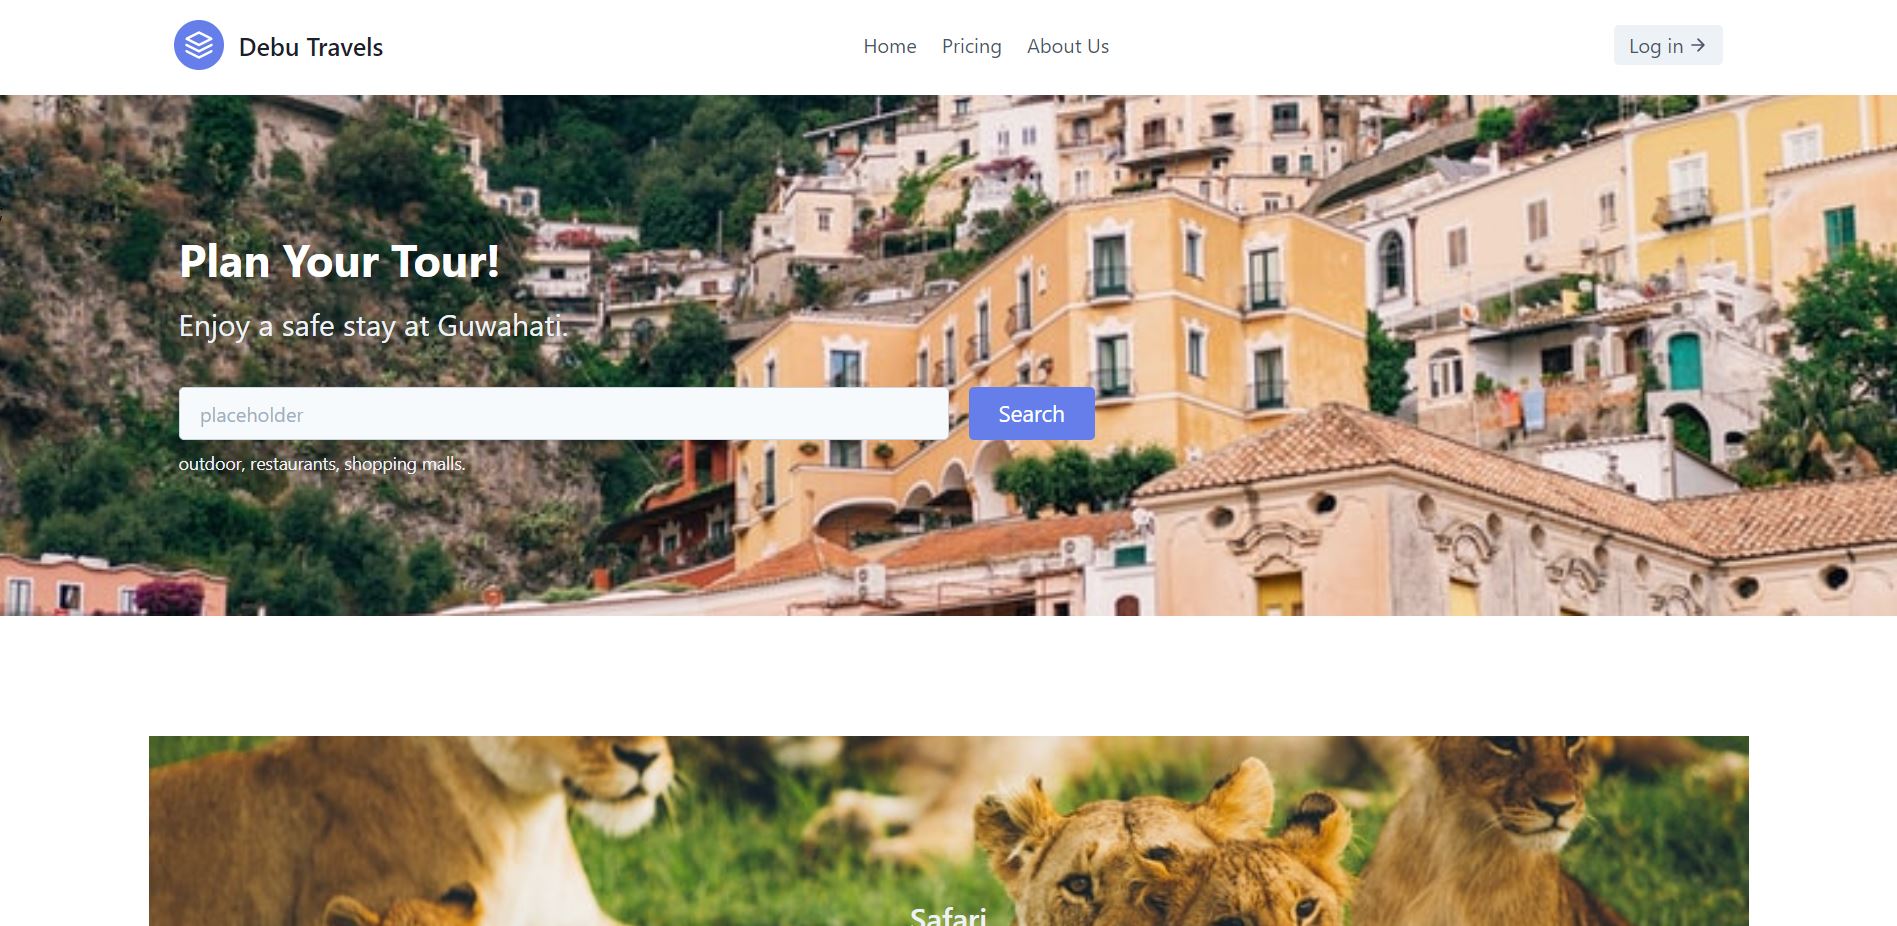 Debu Travels
Home Pricing About Us
Log in →
Plan Your Tour!
Enjoy a safe stay at Guwahati.
placeholder
Search
outdoor, restaurants, shopping malls.
Safari